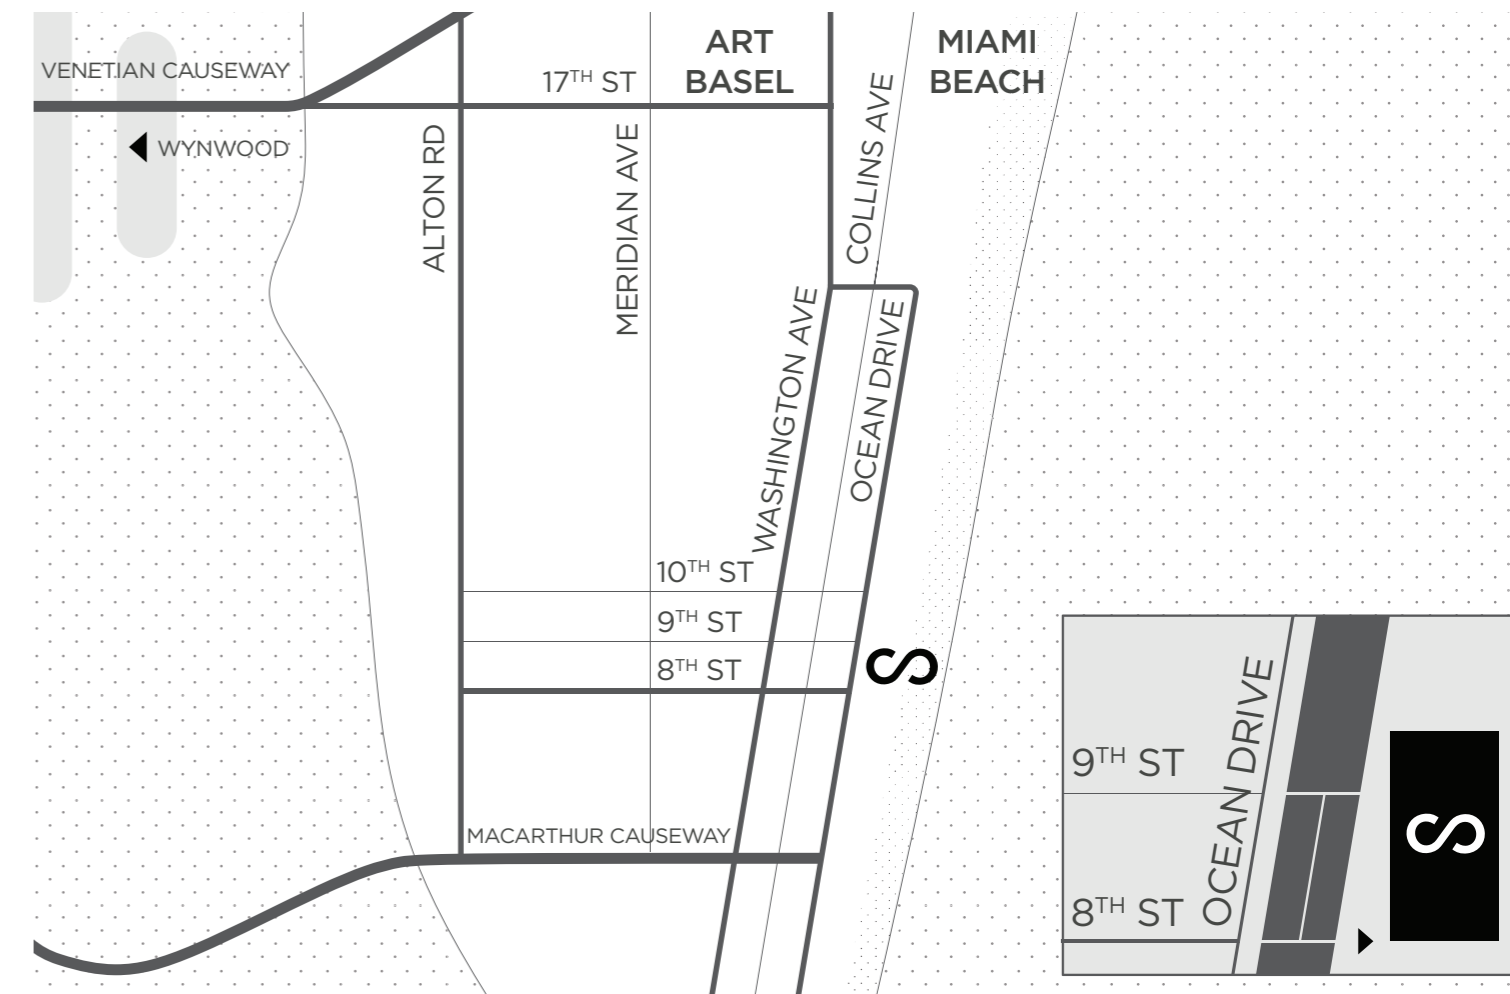 ART
BASEL
MIAMI
BEACH
VENETIAN CAUSEWAY
17TH ST
WYNWOOD
ALTON RD
MERIDIAN AVE
COLLINS AVE
WASHINGTON AVE
OCEAN DRIVE
10TH ST
9TH ST
8TH ST
S
MACARTHUR CAUSEWAY
9TH ST
OCEAN DRIVE
8TH ST
S